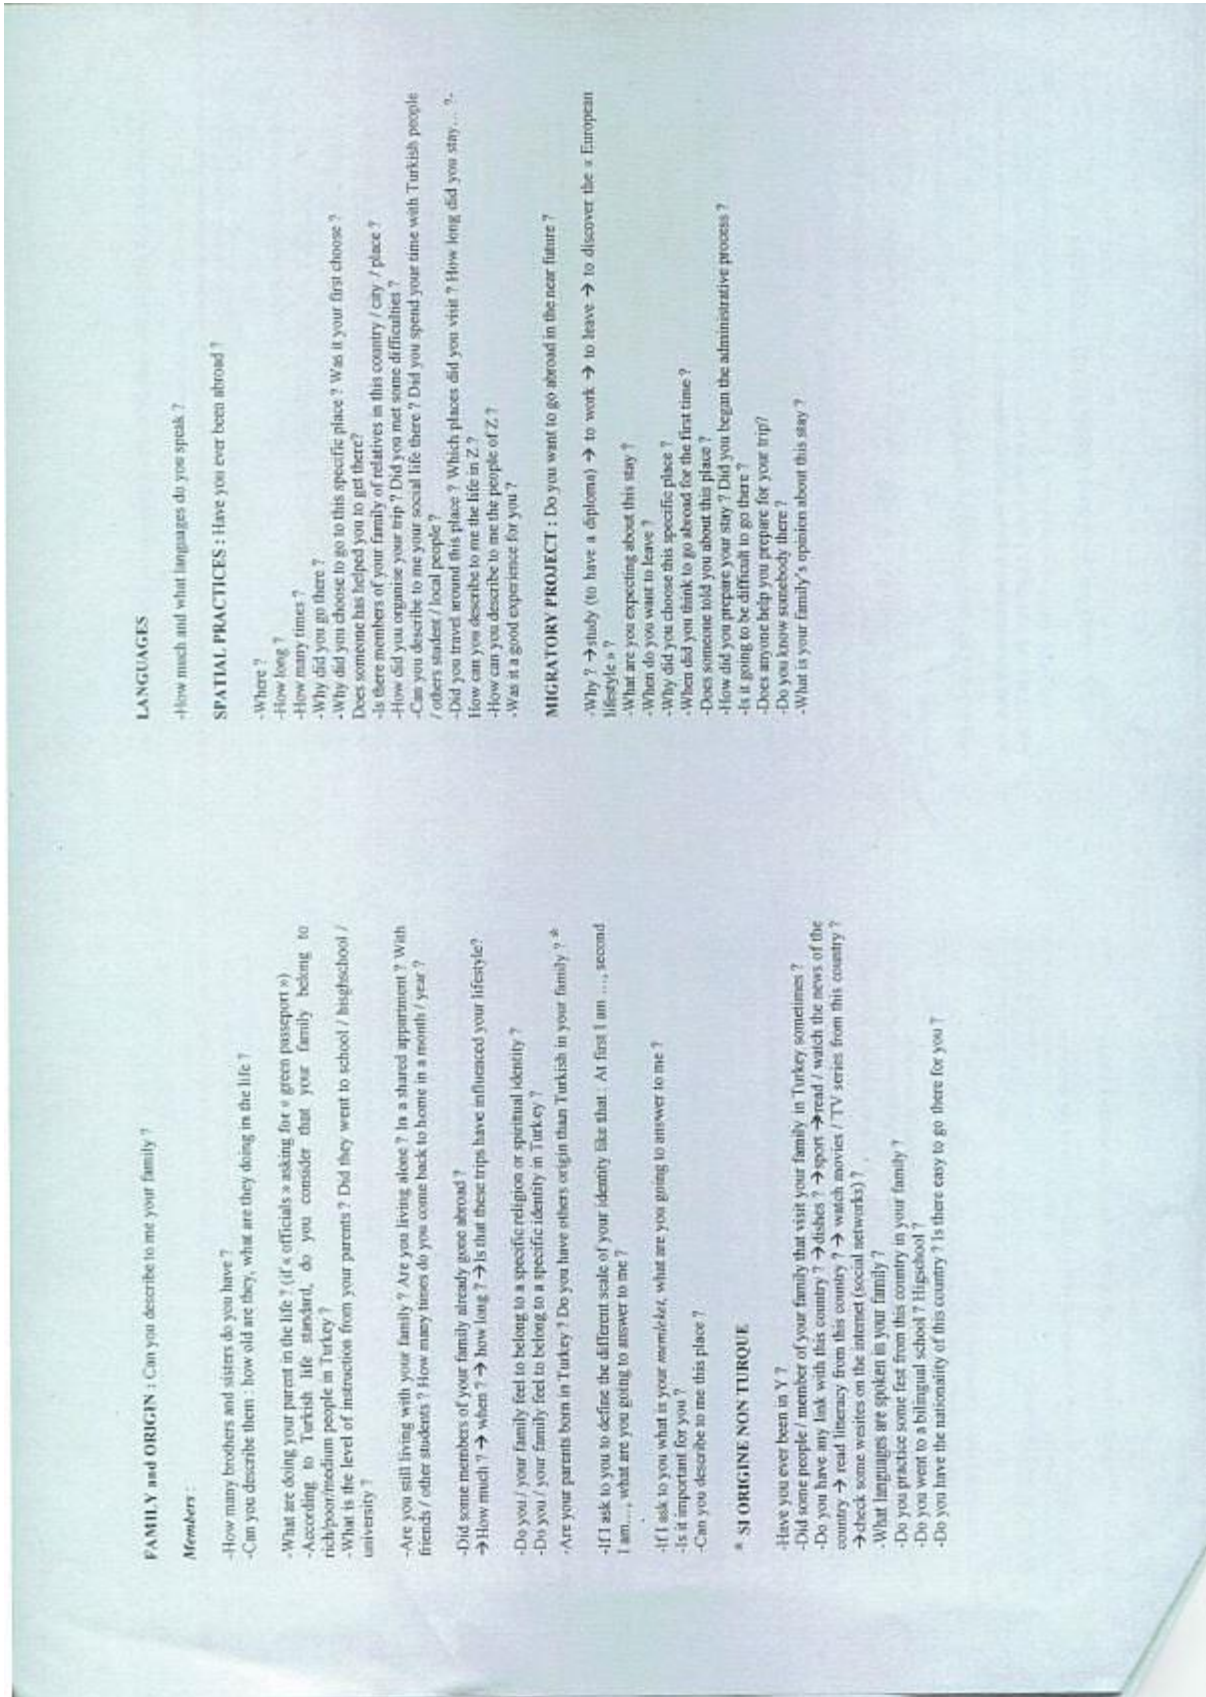 FAMILY and ORIGIN : Can you describe to me your family ?
Members :
-How many brothers and sisters do you have ?
-Can you describe them : how old are they, what are they doing in the life ?
-What are doing your parent in the life ? (if « officials » asking for « green passeport »)
-According to Turkish life standard, do you consider that your family belong to
rich/poor/medium people in Turkey ?
-What is the level of instruction from your parents ? Did they went to school / hisghschool /
university ?
-Are you still living with your family ? Are you living alone ? In a shared appartment ? With
friends / other students ? How many times do you come back to home in a month / year ?
-Did some members of your family already gone abroad ?
→How much ? → when ? → how long ? →Is that these trips have influenced your lifestyle?
-Do you / your family feel to belong to a specific religion or spiritual identity ?
-Do you / your family feel to belong to a specific identity in Turkey ?
-Are your parents born in Turkey ? Do you have others origin than Turkish in your family ? *
-If I ask to you to define the different scale of your identity like that : At first I am …, second
I am…, what are you going to answer to me ?
-If I ask to you what is your memleket, what are you going to answer to me ?
-Is it important for you ?
-Can you describe to me this place ?
* SI ORIGINE NON TURQUE
-Have you ever been in Y ?
-Did some people / member of your family that visit your family in Turkey sometimes ?
-Do you have any link with this country ? →dishes ? →sport →read / watch the news of the
country → read literacy from this country ? → watch movies / TV series from this country ?
→check some wesites on the internet (social networks) ?
-What languages are spoken in your family ?
-Do you practice some fest from this country in your family ?
-Do you went to a bilingual school ? Higschool ?
-Do you have the nationality of this country ? Is there easy to go there for you ?
LANGUAGES
-How much and what languages do you speak ?
SPATIAL PRACTICES : Have you ever been abroad ?
-Where ?
-How long ?
-How many times ?
-Why did you go there ?
-Why did you choose to go to this specific place ? Was it your first choose ?
Does someone has helped you to get there?
-Is there members of your family of relatives in this country / city / place ?
-How did you organise your trip ? Did you met some difficulties ?
-Can you describe to me your social life there ? Did you spend your time with Turkish people
/ others student / local people ?
-Did you travel around this place ? Which places did you visit ? How long did you stay… ?-
How can you describe to me the life in Z ?
-How can you describe to me the people of Z ?
-Was it a good experience for you ?
MIGRATORY PROJECT : Do you want to go abroad in the near future ?
-Why ? →study (to have a diploma) → to work → to leave → to discover the « European
lifestyle » ?
-What are you expecting about this stay ?
-When do you want to leave ?
-Why did you choose this specific place ?
-When did you think to go abroad for the first time ?
-Does someone told you about this place ?
-How did you prepare your stay ? Did you began the administrative process ?
-Is it going to be difficult to go there ?
-Does anyone help you prepare for your trip?
-Do you know somebody there ?
-What is your family's opinion about this stay ?